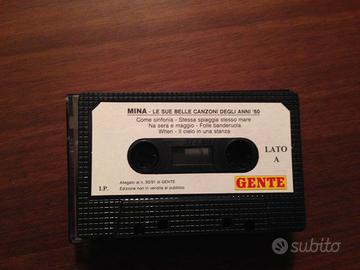 MINA - LE SUE BELLE CANZONI DEGLI ANNI '60
Come sinfonia - Stessa spiaggia stesso mare
'Na sera e maggio - Folle banderuola
When - Il cielo in una stanza
LATO
A
GENTE
Allegato al n. 30/91 di GENTE
I.P.
Edizione non in vendita al pubblico
subito